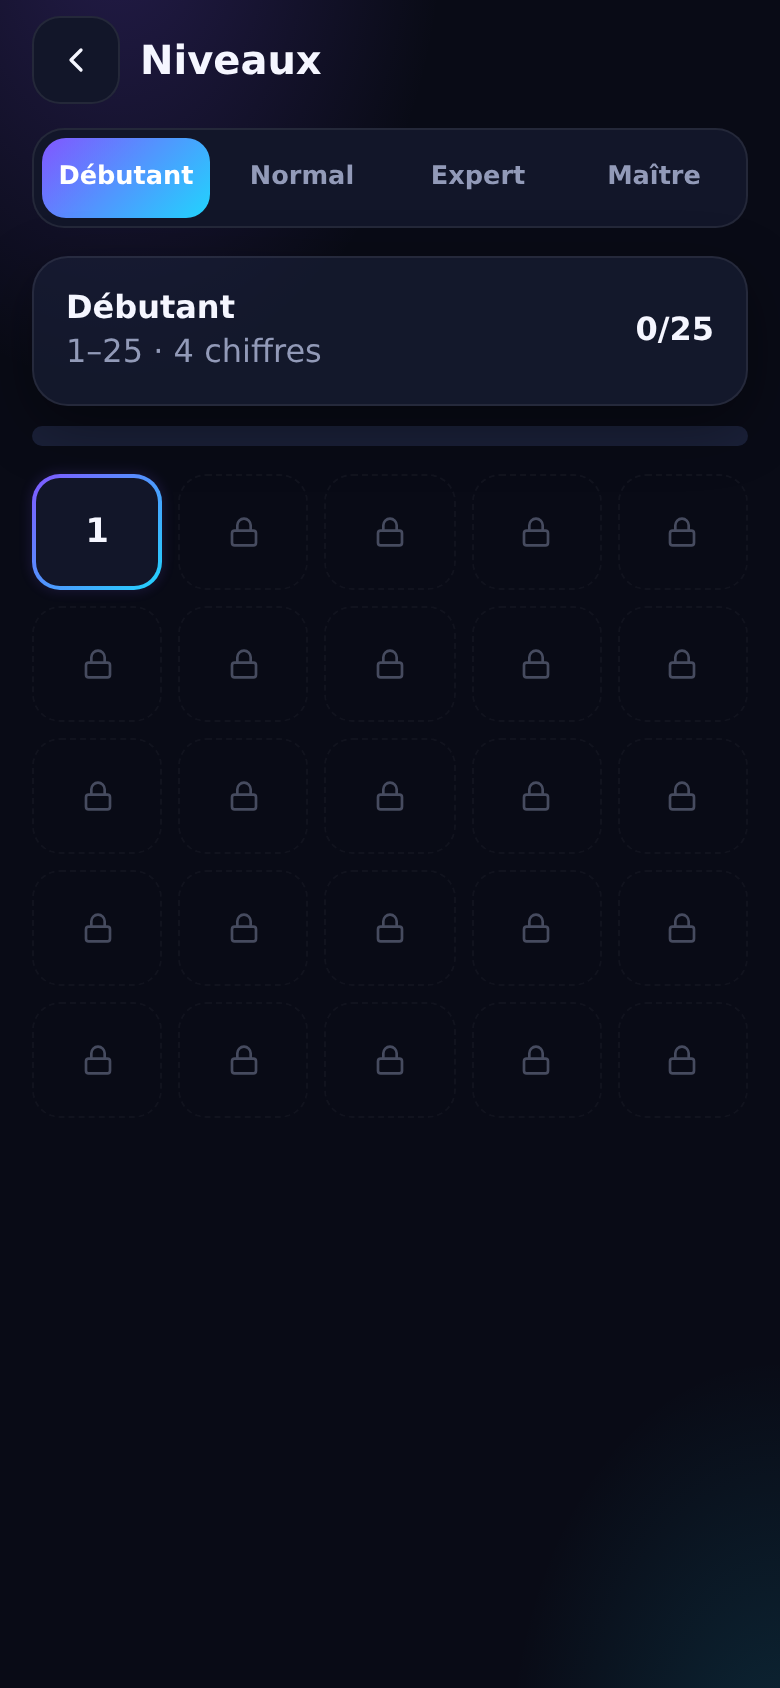 Niveaux
Débutant Normal Expert Maître
Débutant
1–25 · 4 chiffres
0/25
1